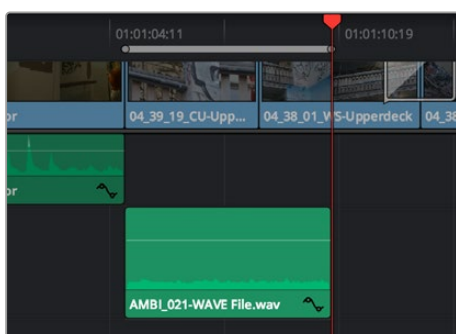 01:01:04:11
01:01:10:19
or
04_39_19_CU-Upp...
04_38_01_WS-Upperdeck
04_38
or
AMBI_021-WAVE File.wav